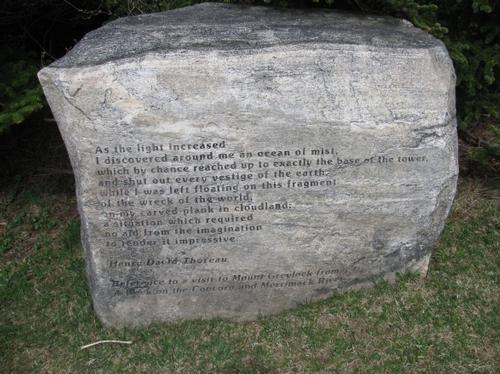 As the light increased
I discovered around me an ocean of mist,
which by chance reached up to exactly the base of the tower,
and shut out every vestige of the earth,
while I was left floating on this fragment
of the wreck of the world,
on my carved plank in cloudland;
a situation which required
no aid from the imagination
to render it impressive.
Henry David Thoreau
Reference to a visit to Mount Greylock from
A Week on the Concord and Merrimack